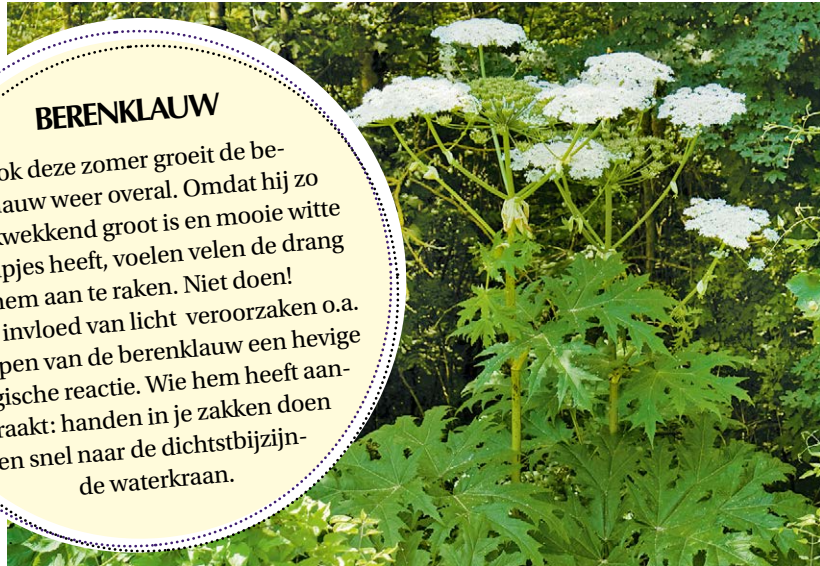 BERENKLAUW
ok deze zomer groeit de be-
lauw weer overal. Omdat hij zo
kwekkend groot is en mooie witte
pjes heeft, voelen velen de drang
hem aan te raken. Niet doen!
invloed van licht veroorzaken o.a.
pen van de berenklauw een hevige
gische reactie. Wie hem heeft aan-
raakt: handen in je zakken doen
en snel naar de dichtstbijzijn-
de waterkraan.